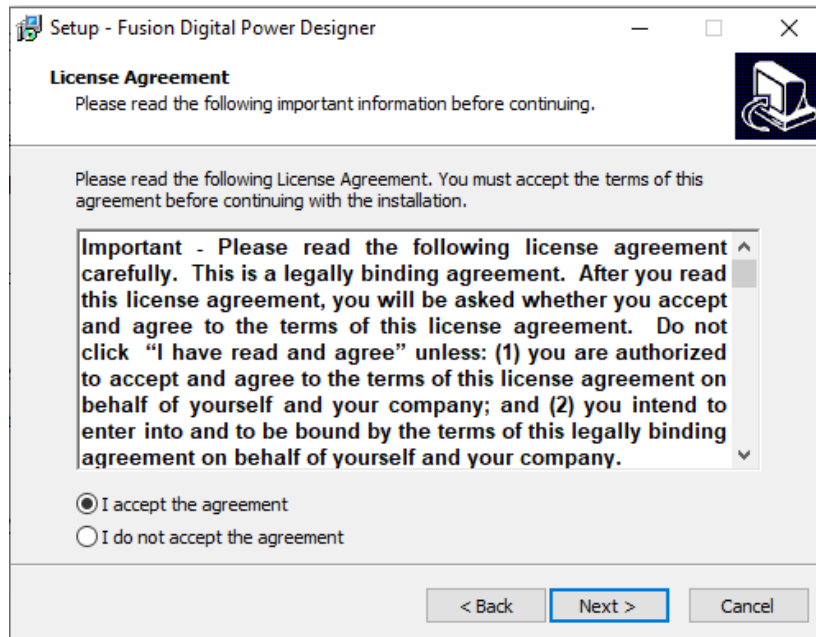 Setup - Fusion Digital Power Designer
License Agreement
Please read the following important information before continuing.
Please read the following License Agreement. You must accept the terms of this
agreement before continuing with the installation.
Important - Please read the following license agreement
carefully. This is a legally binding agreement. After you read
this license agreement, you will be asked whether you accept
and agree to the terms of this license agreement. Do not
click “I have read and agree” unless: (1) you are authorized
to accept and agree to the terms of this license agreement on
behalf of yourself and your company; and (2) you intend to
enter into and to be bound by the terms of this legally binding
agreement on behalf of yourself and your company.
I accept the agreement
I do not accept the agreement
< Back Next > Cancel